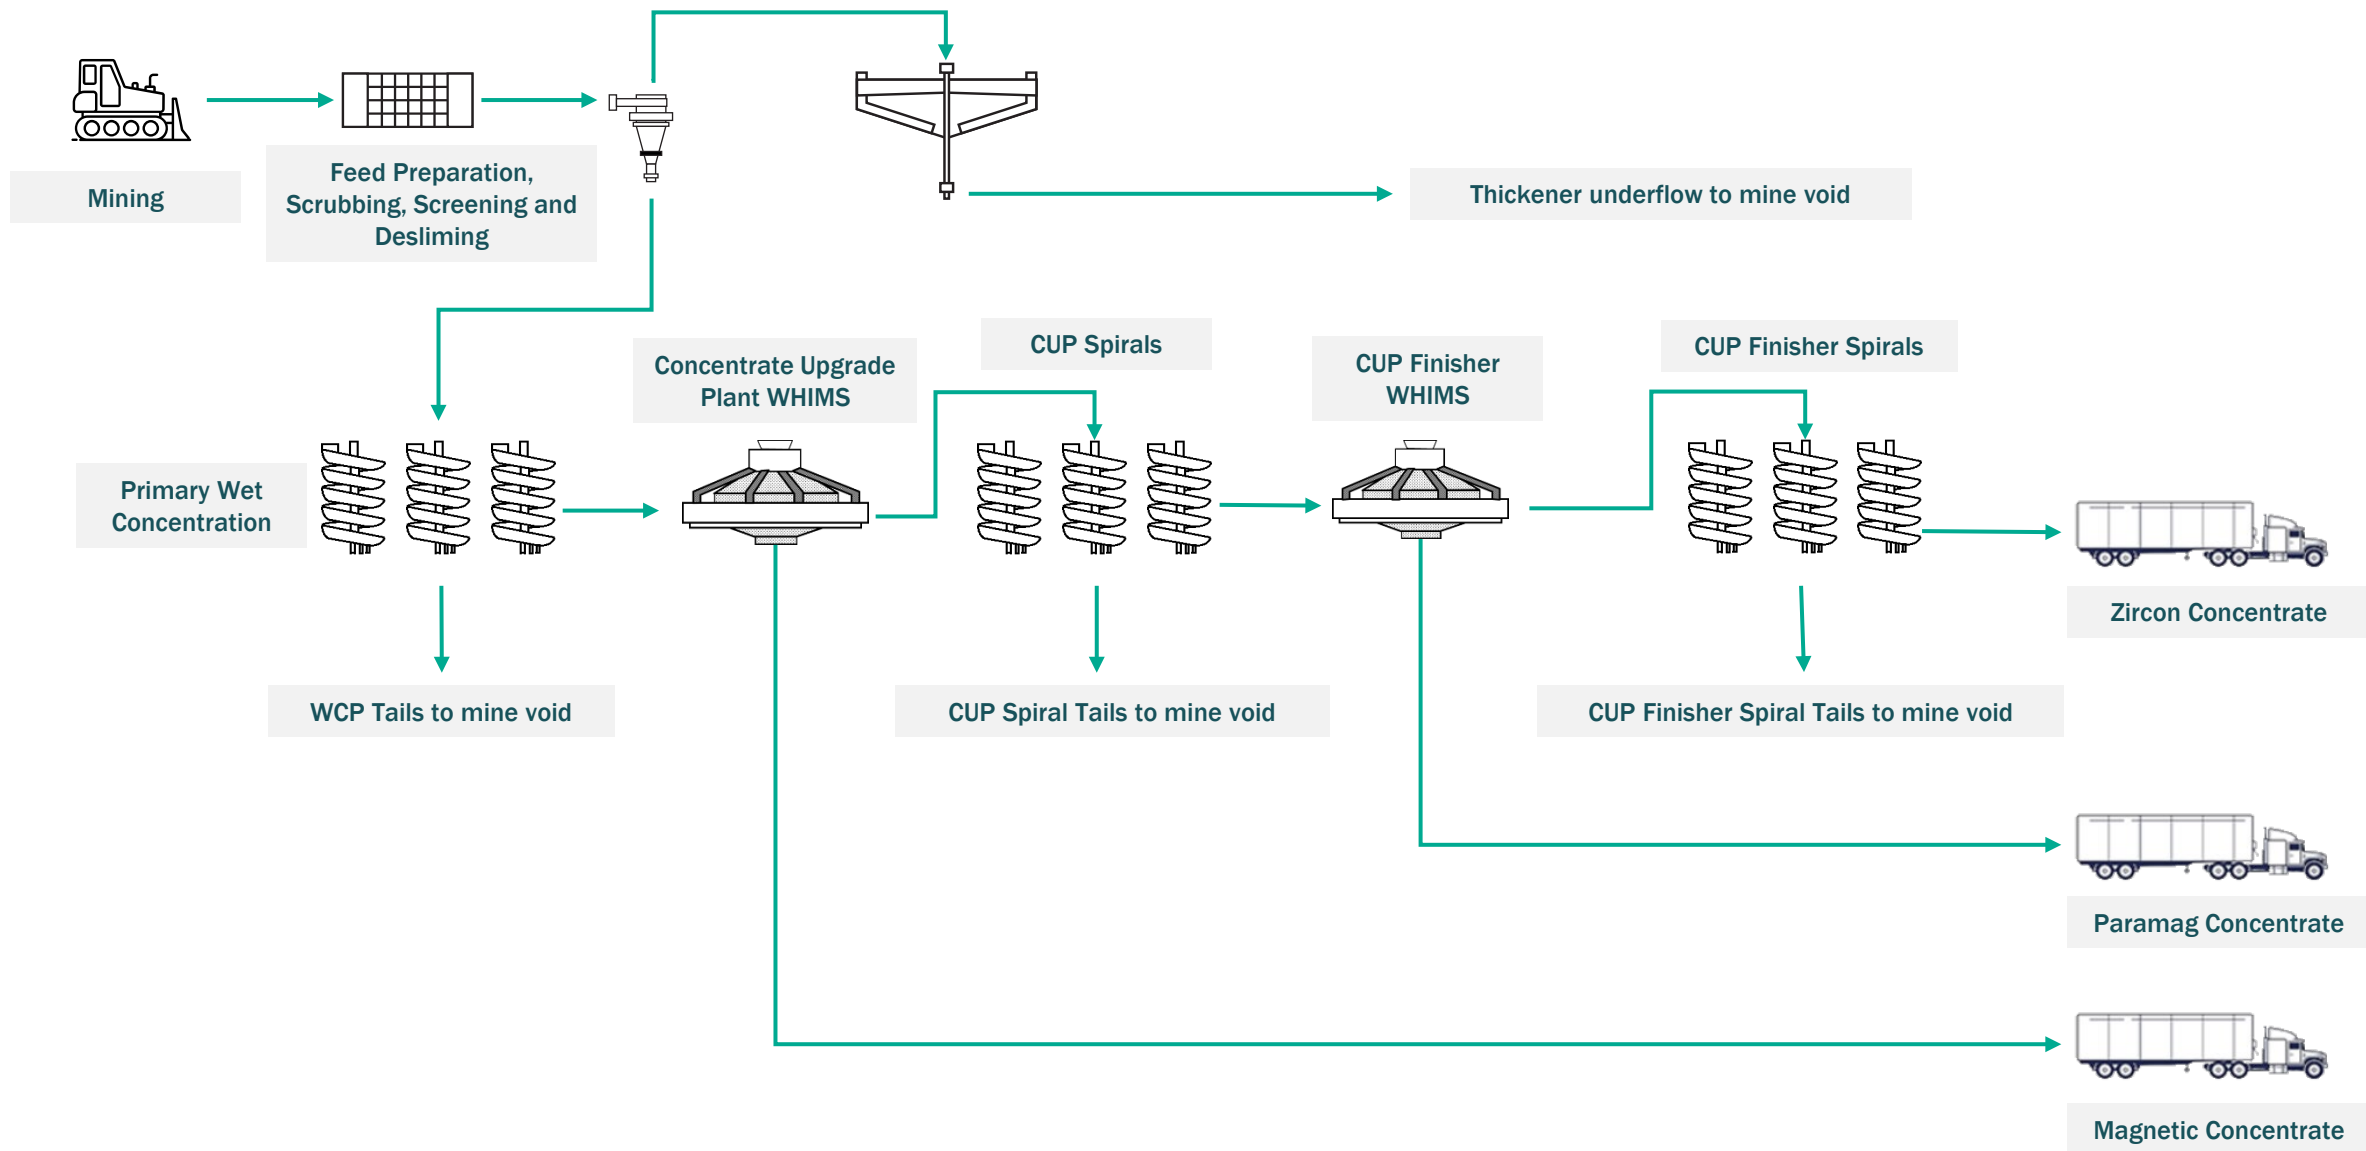 Mining
Feed Preparation,
Scrubbing, Screening and
Desliming
Thickener underflow to mine void
Primary Wet
Concentration
Concentrate Upgrade
Plant WHIMS
CUP Spirals
CUP Finisher
WHIMS
CUP Finisher Spirals
Zircon Concentrate
WCP Tails to mine void
CUP Spiral Tails to mine void
CUP Finisher Spiral Tails to mine void
Paramag Concentrate
Magnetic Concentrate